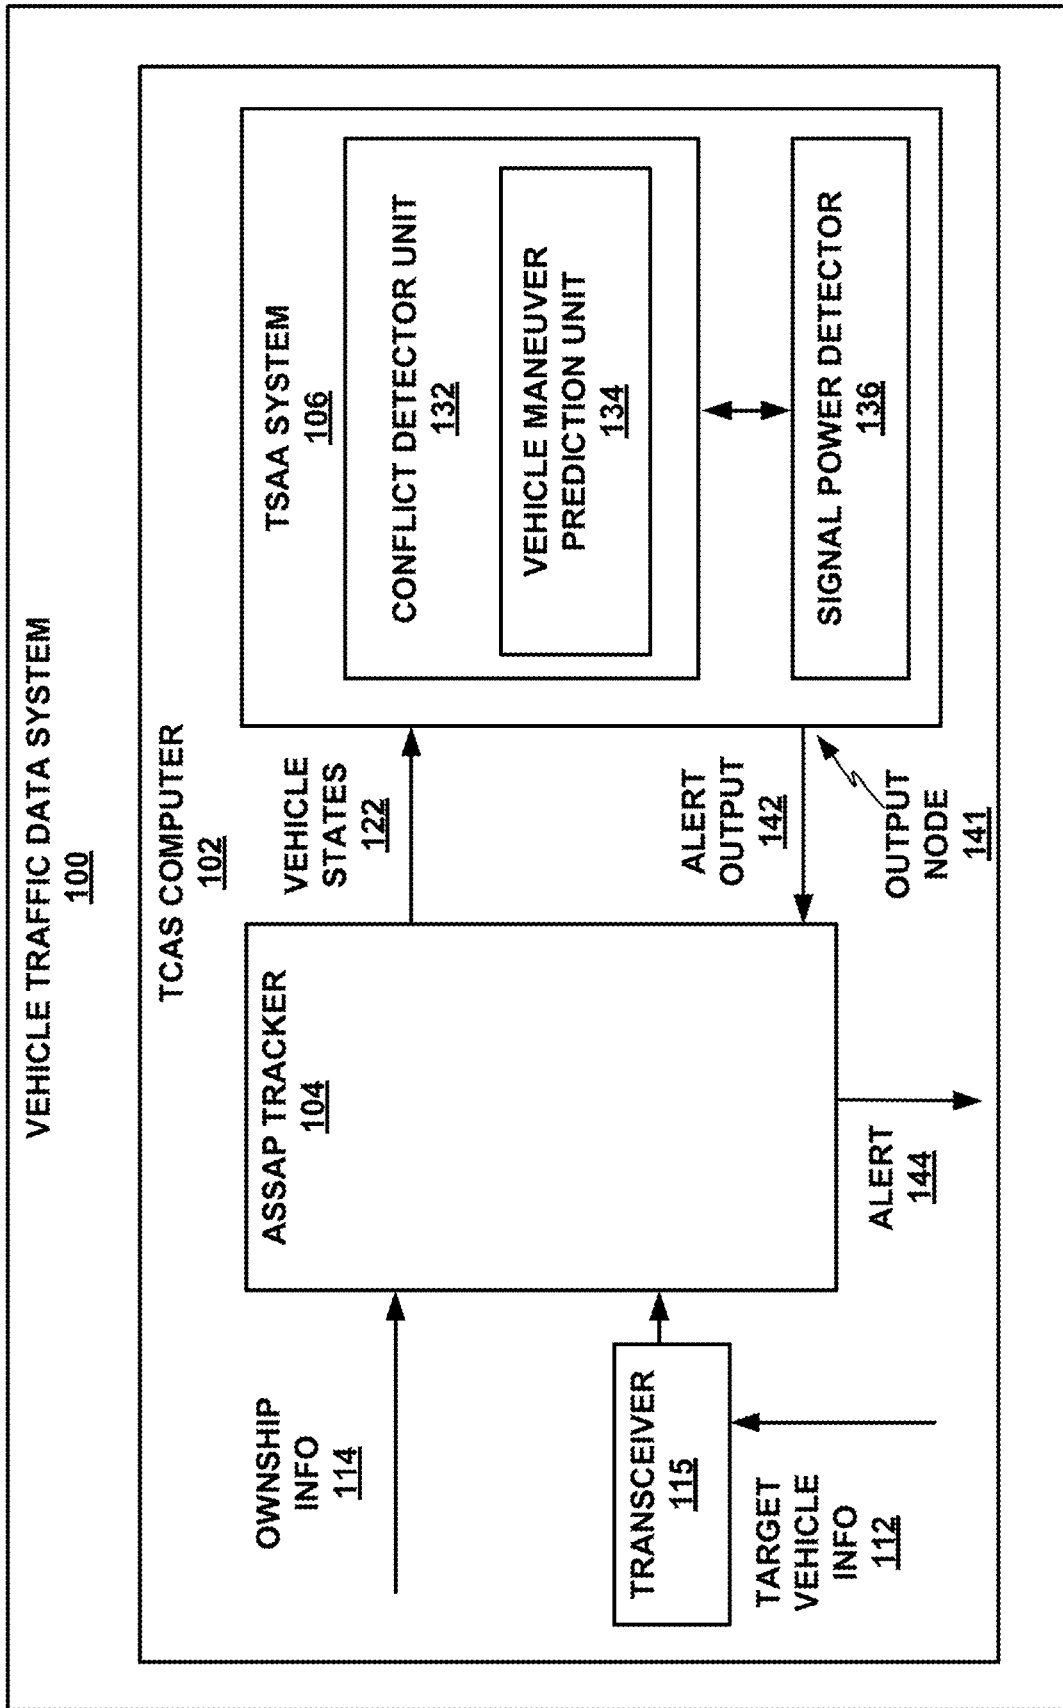 VEHICLE TRAFFIC DATA SYSTEM
100
TCAS COMPUTER
102
OWNSHIP
INFO
114
TRANSCEIVER
115
TARGET
VEHICLE
INFO
112
ASSAP TRACKER
104
ALERT
144
VEHICLE
STATES
122
ALERT
OUTPUT
142
OUTPUT
NODE
141
TSAA SYSTEM
106
CONFLICT DETECTOR UNIT
132
VEHICLE MANEUVER
PREDICTION UNIT
134
SIGNAL POWER DETECTOR
136